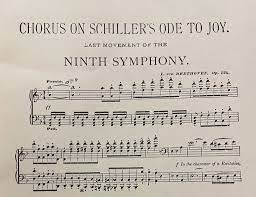 CHORUS ON SCHILLER'S ODE TO JOY.
LAST MOVEMENT OF THE
NINTH SYMPHONY.
L. von BEETHOVEN, Op. 125.
Presto.
f In the character of a Recitative,